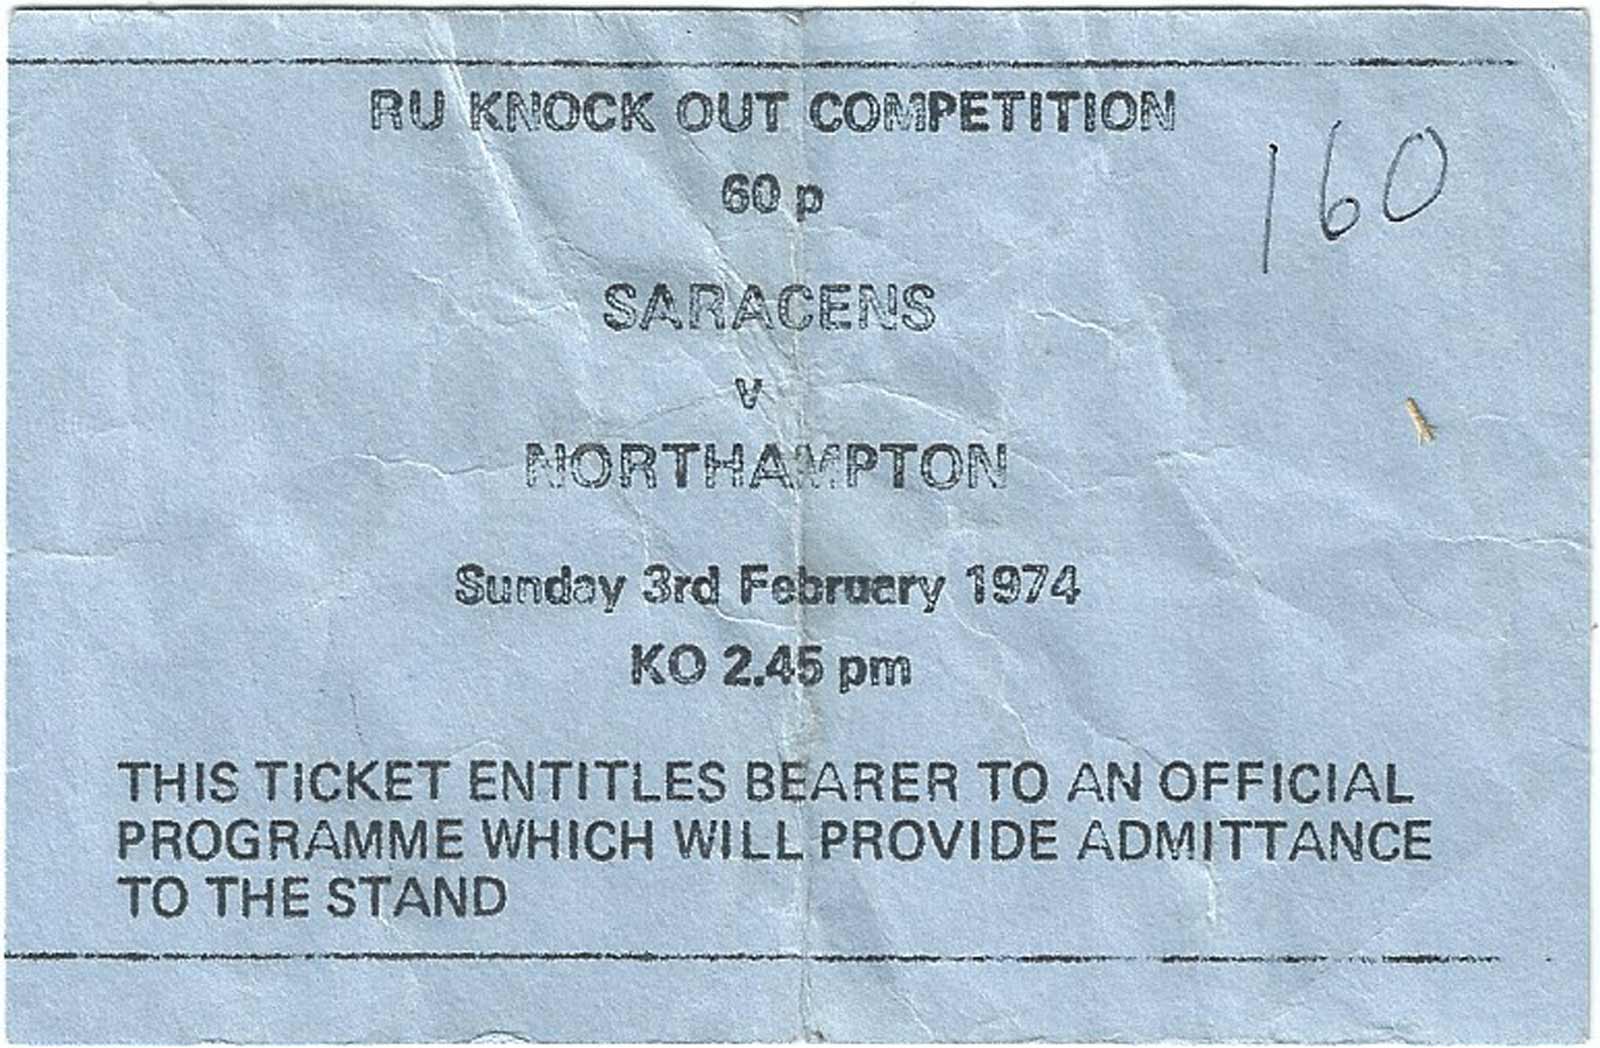 RU KNOCK OUT COMPETITION
160
60 p
SARACENS
v
NORTHAMPTON
Sunday 3rd February 1974
KO 2.45 pm
THIS TICKET ENTITLES BEARER TO AN OFFICIAL
PROGRAMME WHICH WILL PROVIDE ADMITTANCE
TO THE STAND